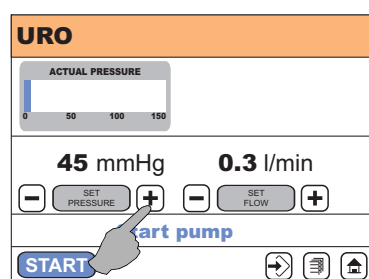 URO
ACTUAL PRESSURE
0 50 100 150
45 mmHg 0.3 l/min
SET PRESSURE
SET FLOW
art pump
START